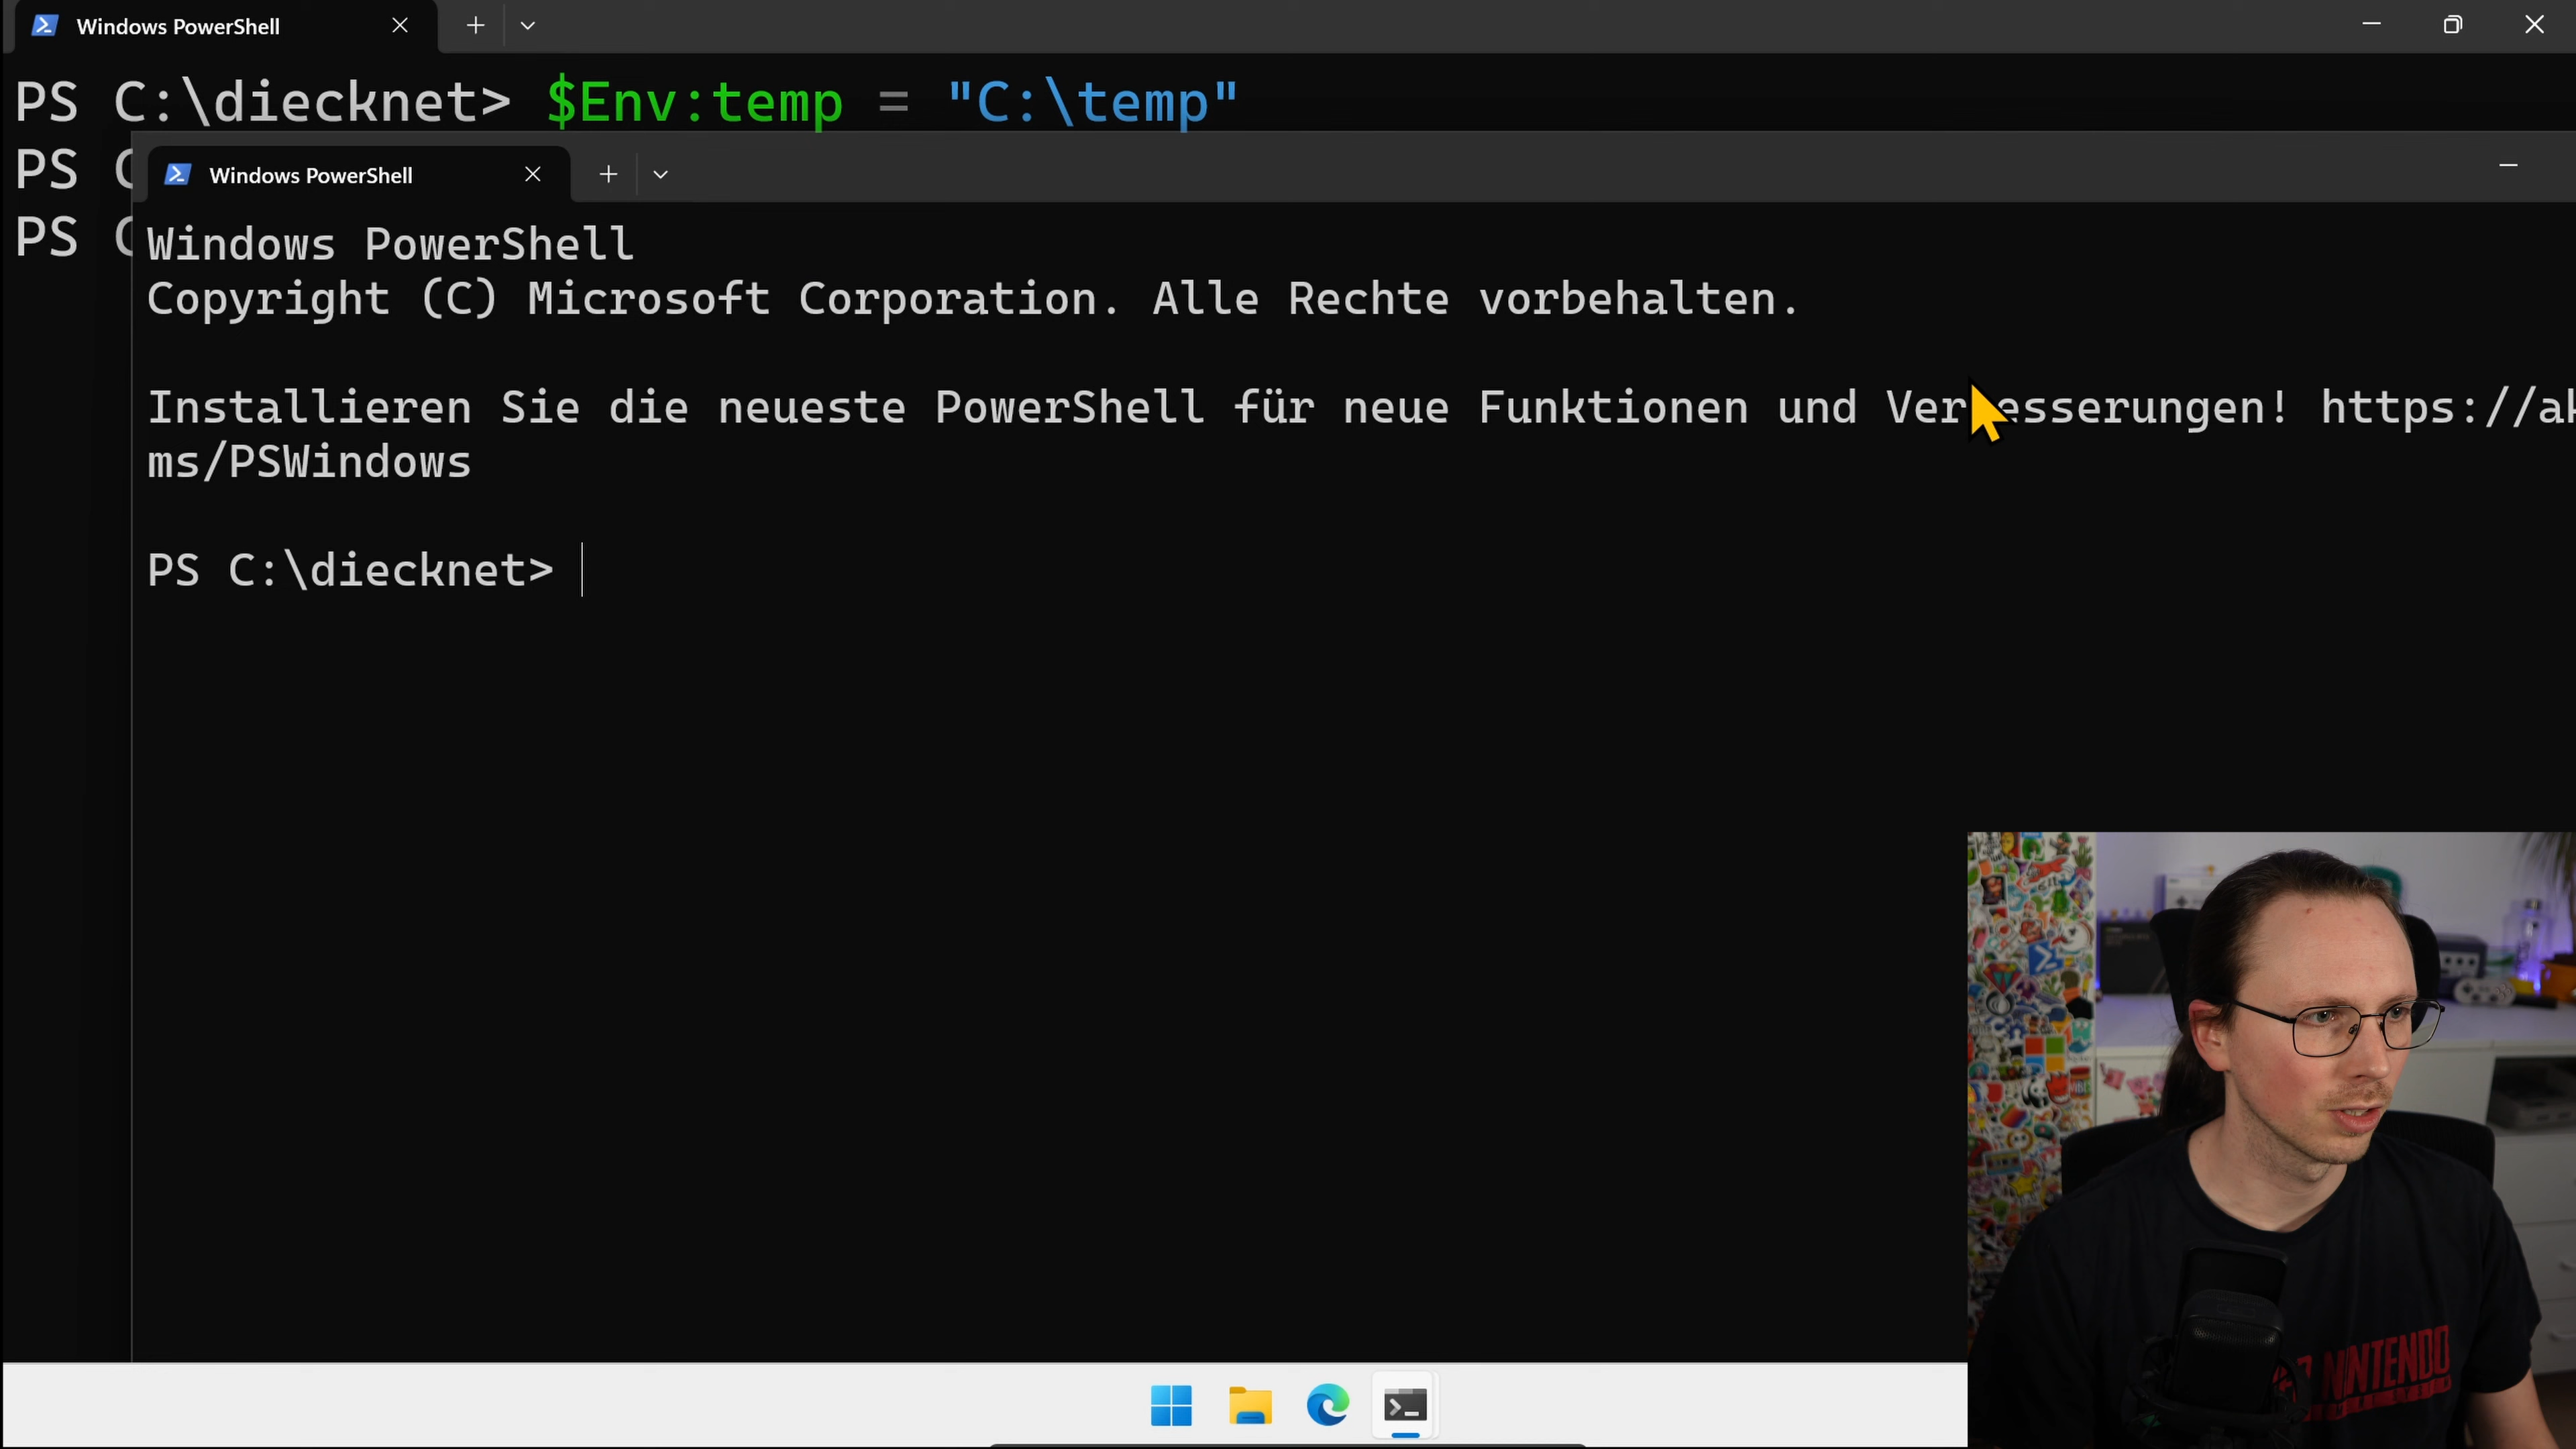 Windows PowerShell
PS C:\diecknet> $Env:temp = "C:\temp"
PS C
PS C
Windows PowerShell
Windows PowerShell
Copyright (C) Microsoft Corporation. Alle Rechte vorbehalten.
Installieren Sie die neueste PowerShell für neue Funktionen und Verbesserungen! https://ak
ms/PSWindows
PS C:\diecknet>
NINTENDO